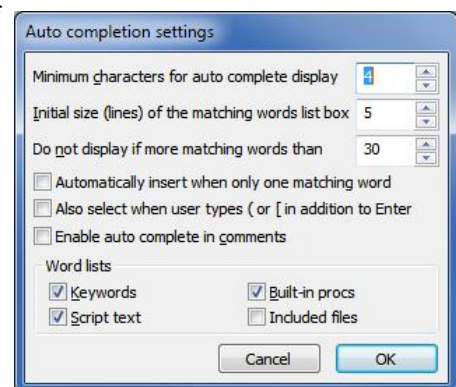 Auto completion settings
Minimum characters for auto complete display 4
Initial size (lines) of the matching words list box 5
Do not display if more matching words than 30
Automatically insert when only one matching word
Also select when user types ( or [ in addition to Enter
Enable auto complete in comments
Word lists
Keywords Built-in procs
Script text Included files
Cancel OK